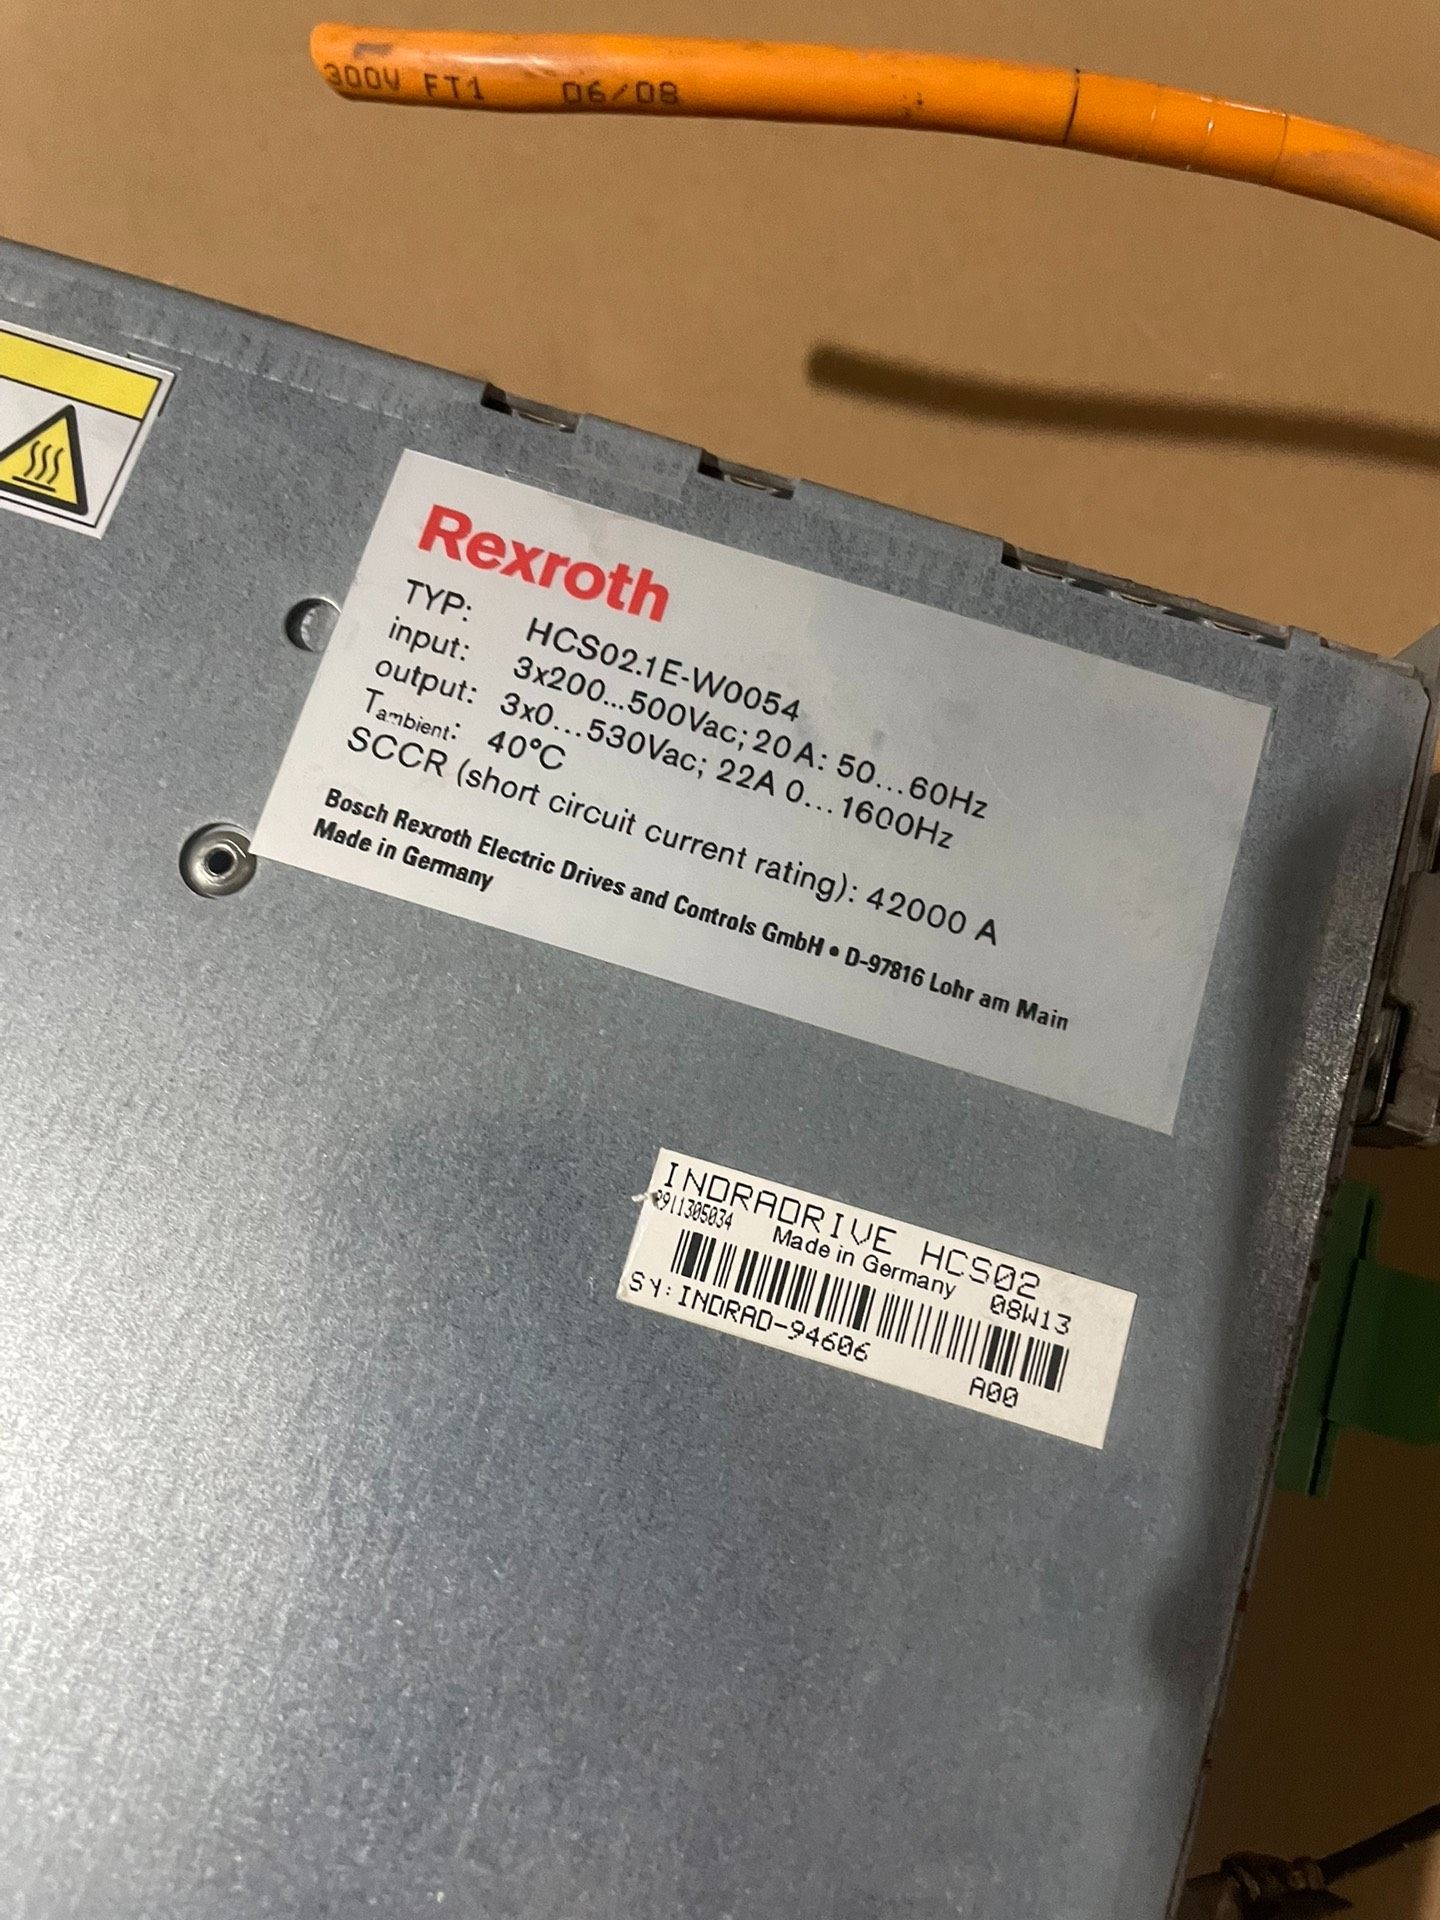 300V FT1 06/08
Rexroth
TYP: HCS02.1E-W0054
input: 3x200...500Vac; 20A: 50...60Hz
output: 3x0...530Vac; 22A 0...1600Hz
Tambient: 40°C
SCCR (short circuit current rating): 42000 A
Bosch Rexroth Electric Drives and Controls GmbH • D-97816 Lohr am Main
Made in Germany
INDRADRIVE HCS02
Made in Germany 08W13
SY:INDRAD-94606
A00